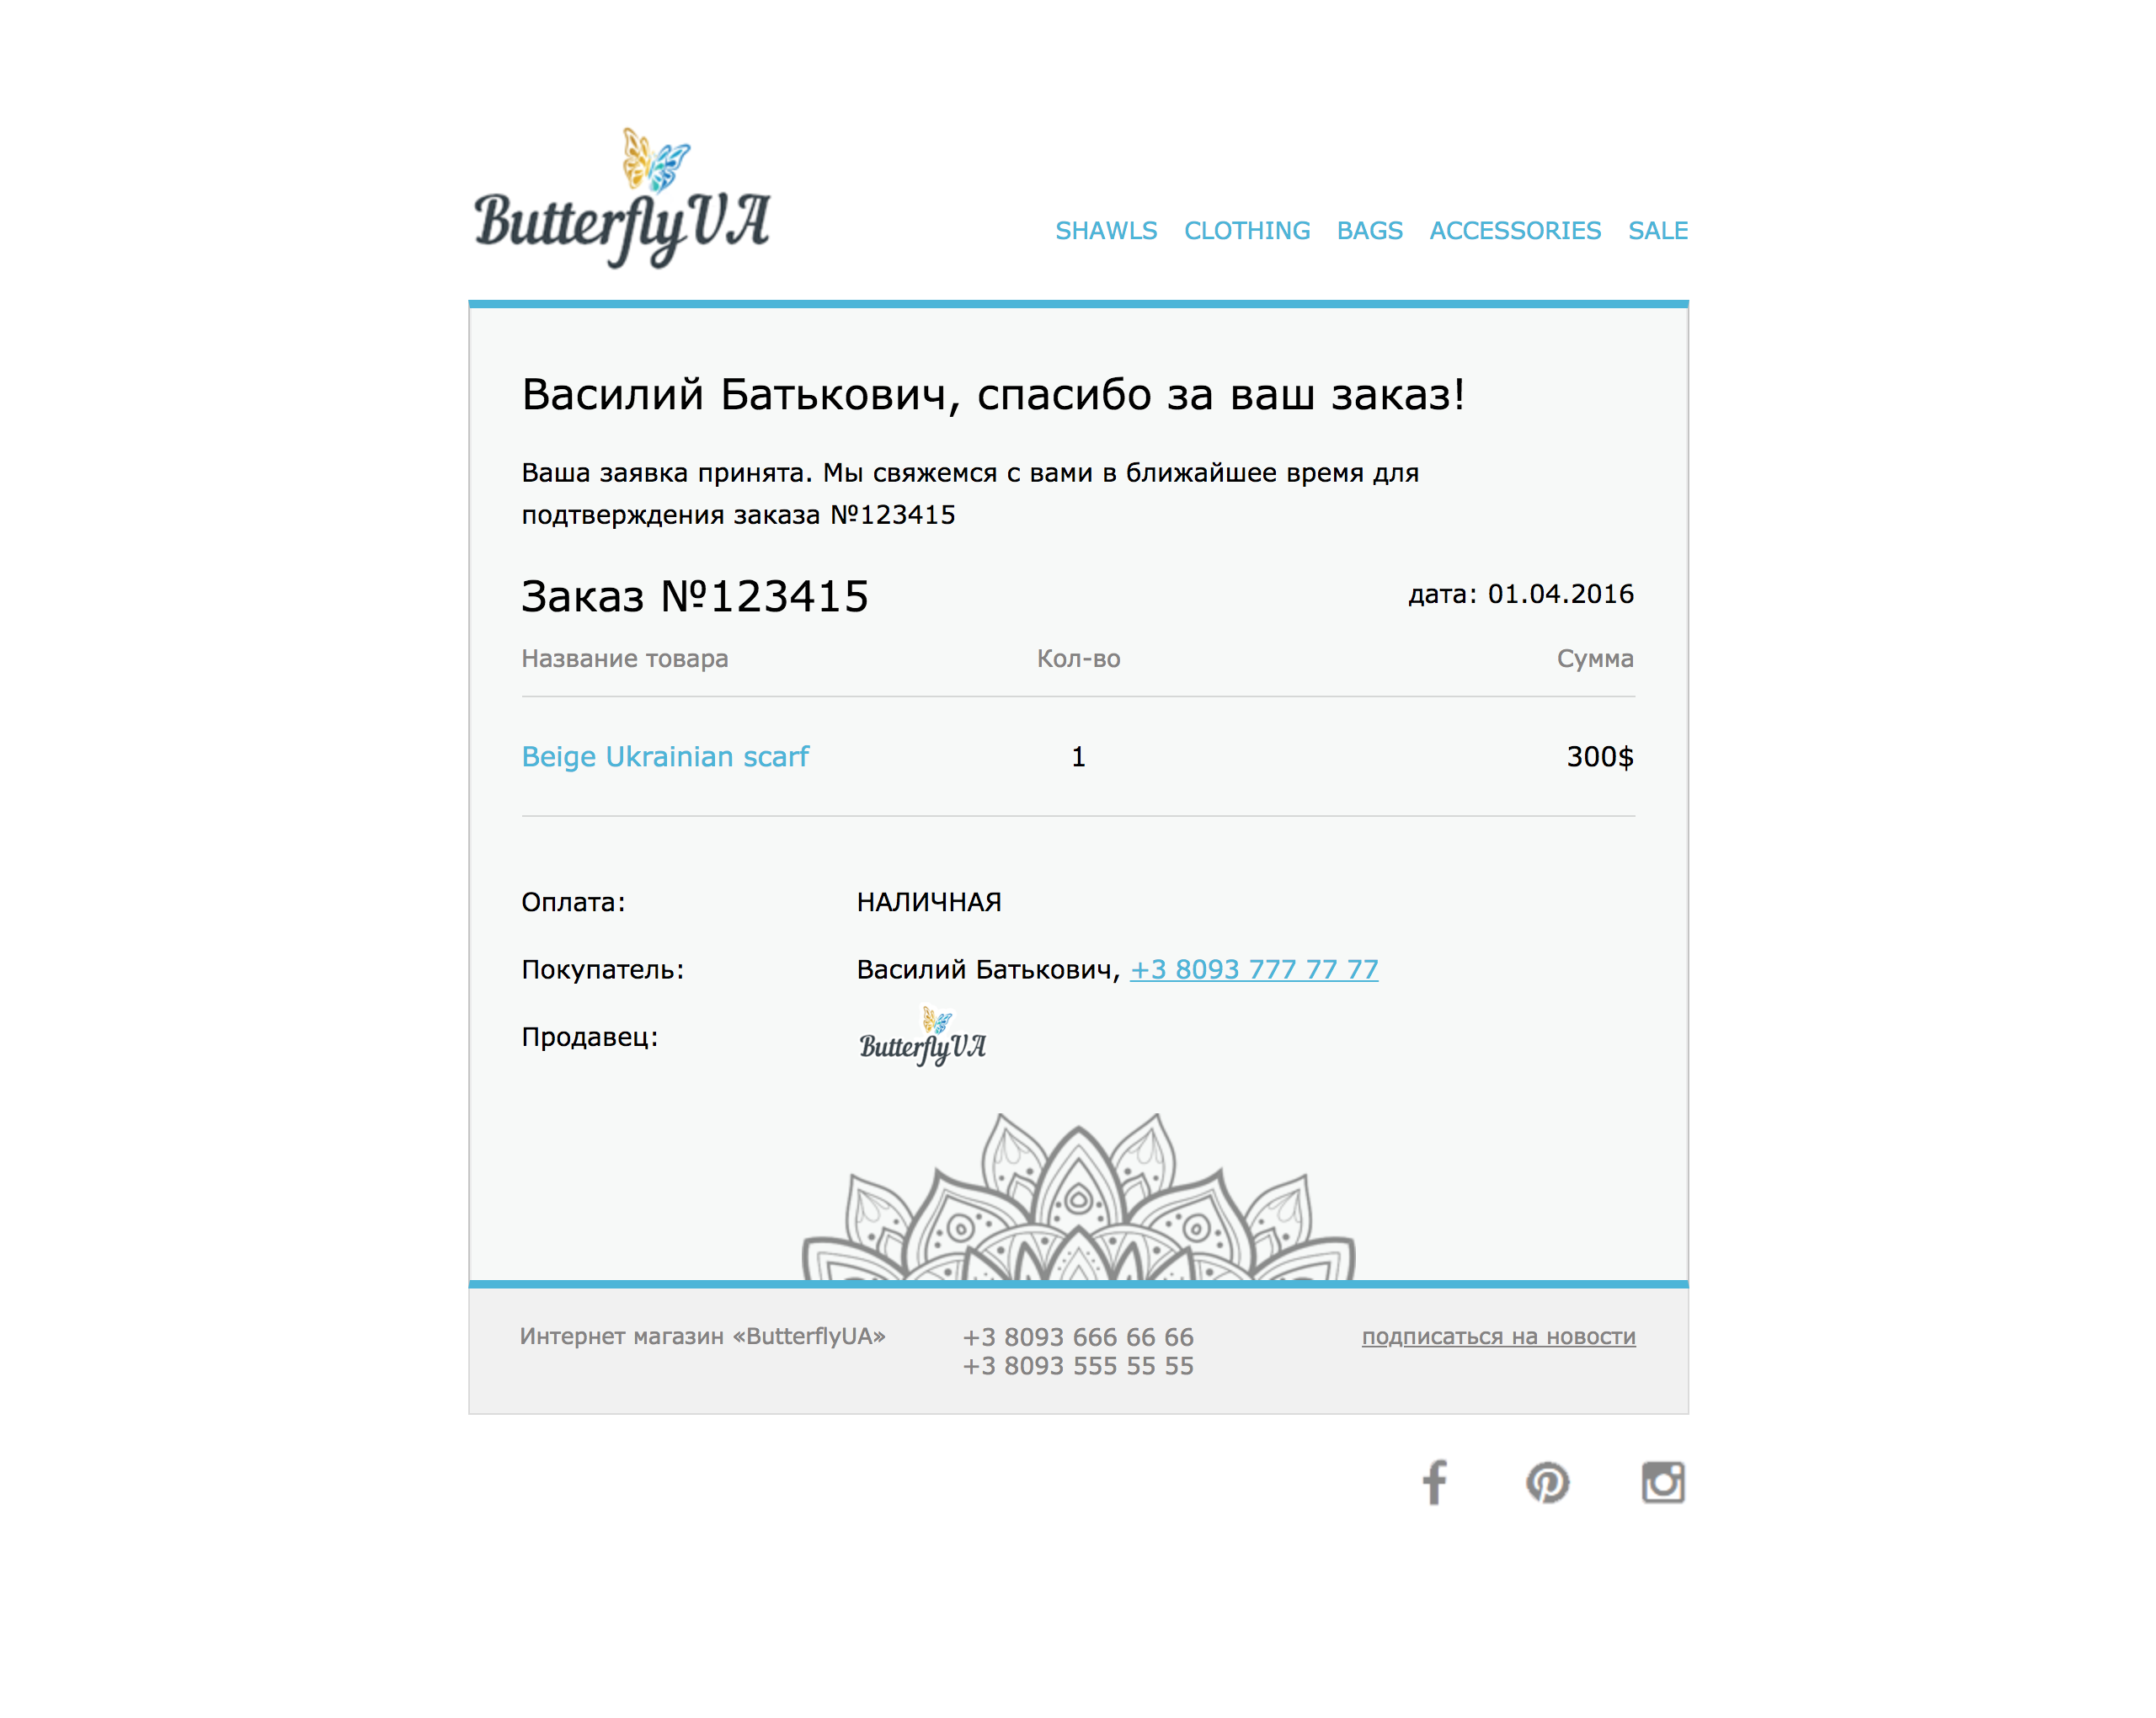 ButterflyUA
SHAWLS CLOTHING BAGS ACCESSORIES SALE
Василий Батькович, спасибо за ваш заказ!
Ваша заявка принята. Мы свяжемся с вами в ближайшее время для
подтверждения заказа №123415
Заказ №123415 дата: 01.04.2016
Название товара Кол-во Сумма
Beige Ukrainian scarf 1 300$
Оплата: НАЛИЧНАЯ
Покупатель: Василий Батькович, +3 8093 777 77 77
Продавец: ButterflyUA
Интернет магазин «ButterflyUA» +3 8093 666 66 66 подписаться на новости
+3 8093 555 55 55